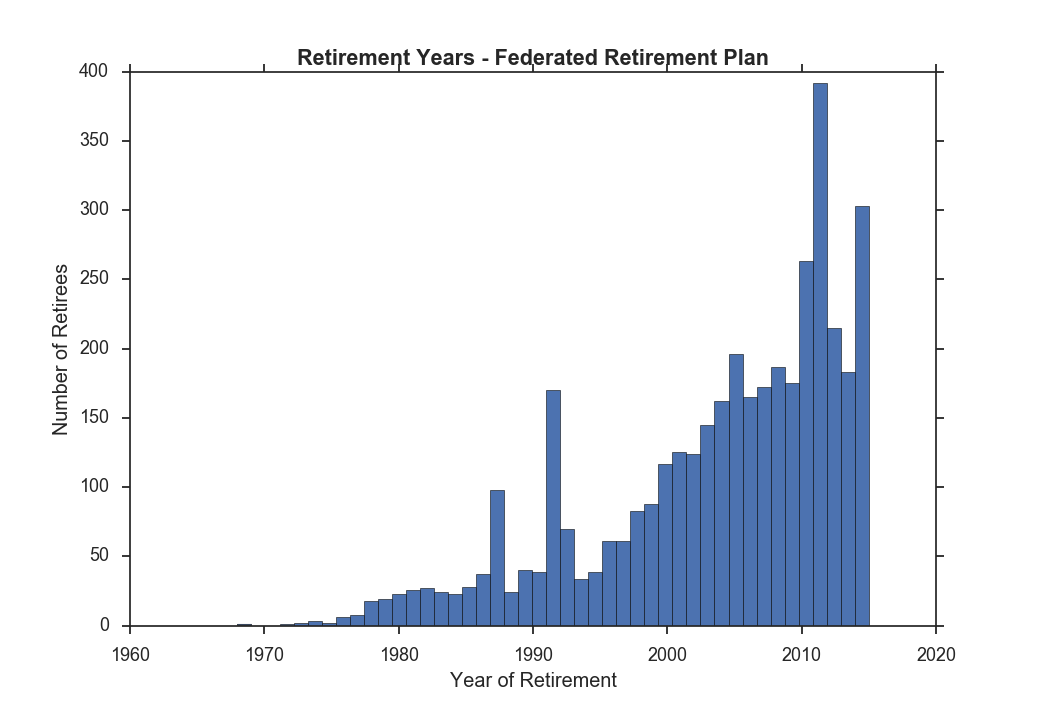 Retirement Years - Federated Retirement Plan
400
350
300
250
200
150
100
50
0
Number of Retirees
1960 1970 1980 1990 2000 2010 2020
Year of Retirement